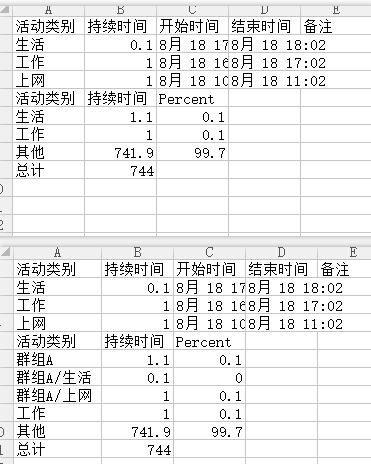 A B C D E
活动类别 持续时间 开始时间 结束时间 备注
生活 0.1 8月 18 17 8月 18 18:02
工作 1 8月 18 16 8月 18 17:02
上网 1 8月 18 10 8月 18 11:02
活动类别 持续时间 Percent
生活 1.1 0.1
工作 1 0.1
其他 741.9 99.7
总计 744
A B C D E
活动类别 持续时间 开始时间 结束时间 备注
生活 0.1 8月 18 17 8月 18 18:02
工作 1 8月 18 16 8月 18 17:02
上网 1 8月 18 10 8月 18 11:02
活动类别 持续时间 Percent
群组A 1.1 0.1
群组A/生活 0.1 0
群组A/上网 1 0.1
工作 1 0.1
其他 741.9 99.7
总计 744